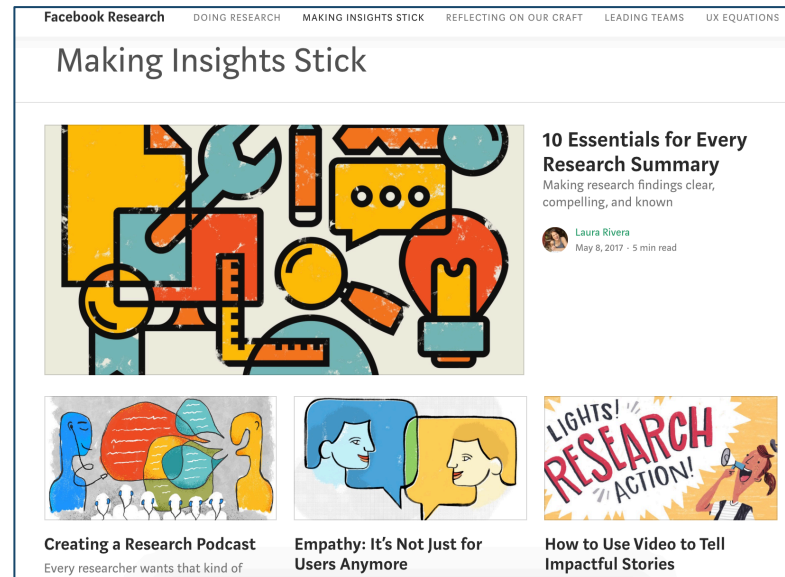 Facebook Research DOING RESEARCH MAKING INSIGHTS STICK REFLECTING ON OUR CRAFT LEADING TEAMS UX EQUATIONS
Making Insights Stick
10 Essentials for Every
Research Summary
Making research findings clear,
compelling, and known
Laura Rivera
May 8, 2017 · 5 min read
LIGHTS!
RESEARCH
ACTION!
Creating a Research Podcast
Every researcher wants that kind of
Empathy: It's Not Just for
Users Anymore
How to Use Video to Tell
Impactful Stories